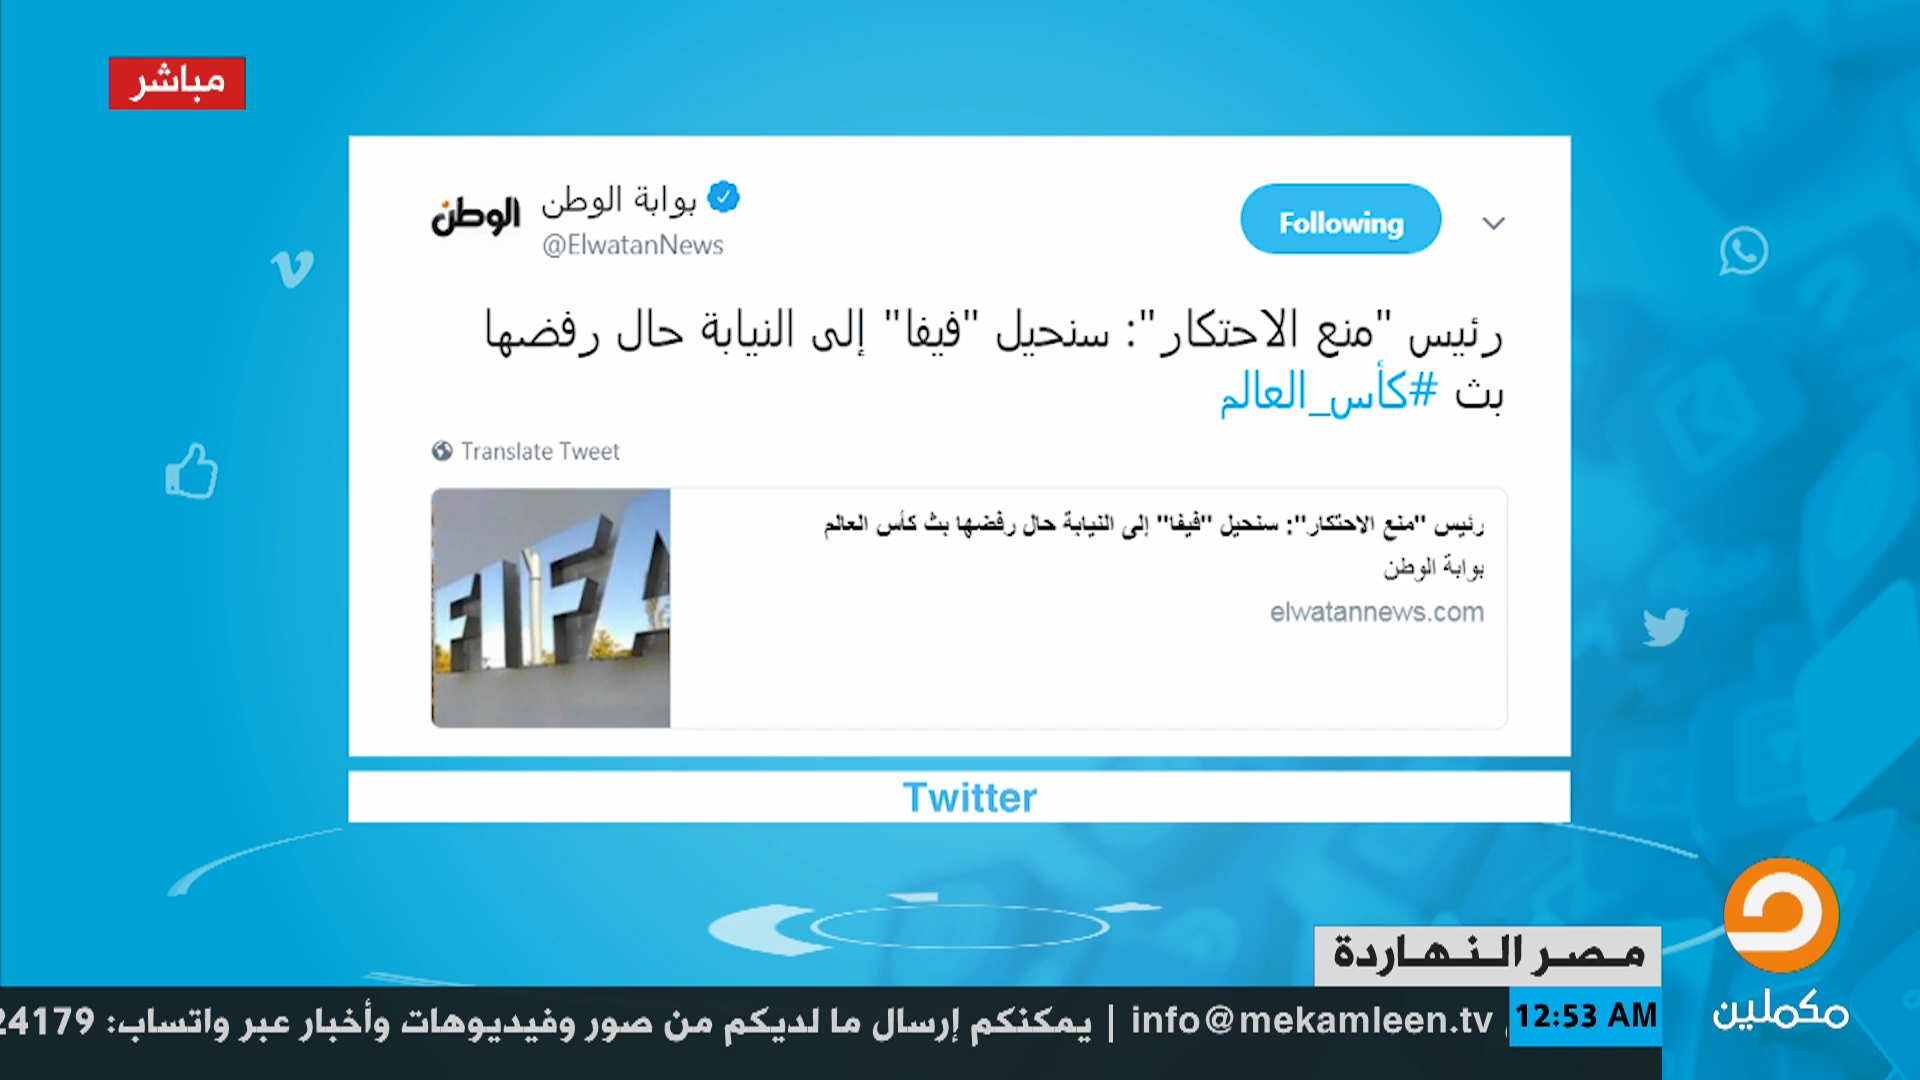 مباشر
الوطن
بوابة الوطن
@ElwatanNews
Following
رئيس "منع الاحتكار": سنحيل "فيفا" إلى النيابة حال رفضها
بث #كأس_العالم
Translate Tweet
FIFA
رئيس "منع الاحتكار": سنحيل "فيفا" إلى النيابة حال رفضها بث كأس العالم
بوابة الوطن
elwatannews.com
Twitter
مصر النهاردة
12:53 AM
info@mekamleen.tv | يمكنكم إرسال ما لديكم من صور وفيديوهات وأخبار عبر واتساب: 24179
مكملين